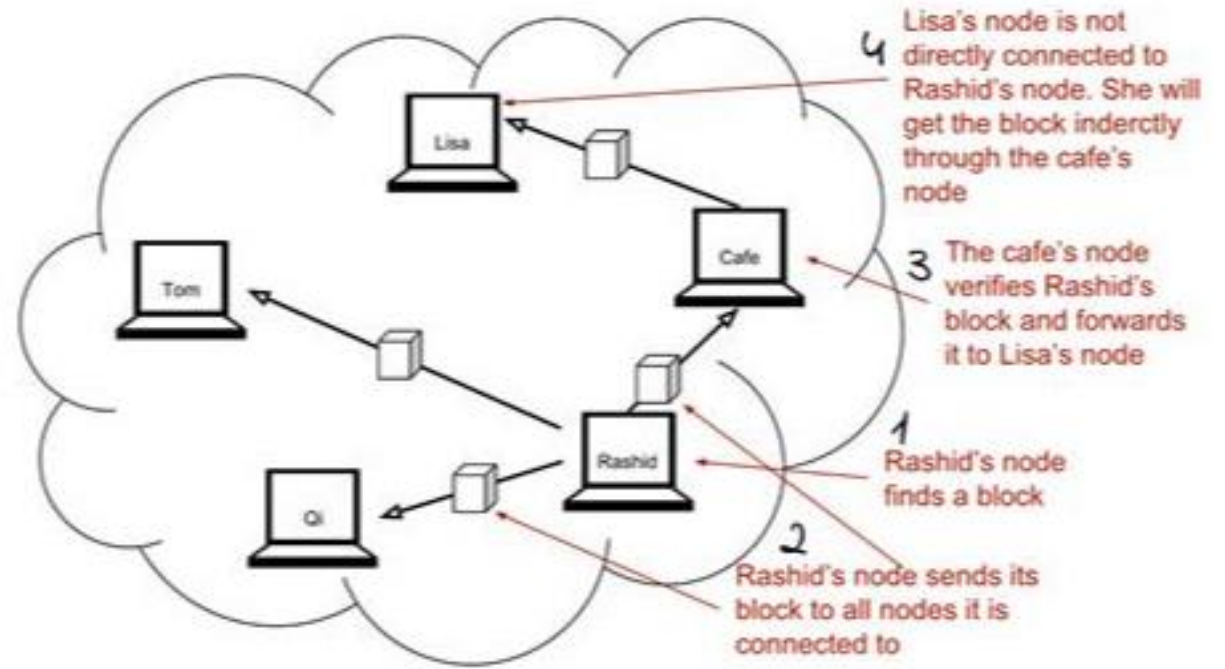 4
Lisa's node is not
directly connected to
Rashid's node. She will
get the block inderctly
through the cafe's
node
Lisa
Cafe
3
The cafe's node
verifies Rashid's
block and forwards
it to Lisa's node
Tom
1
Rashid's node
finds a block
Rashid
Qi
2
Rashid's node sends its
block to all nodes it is
connected to